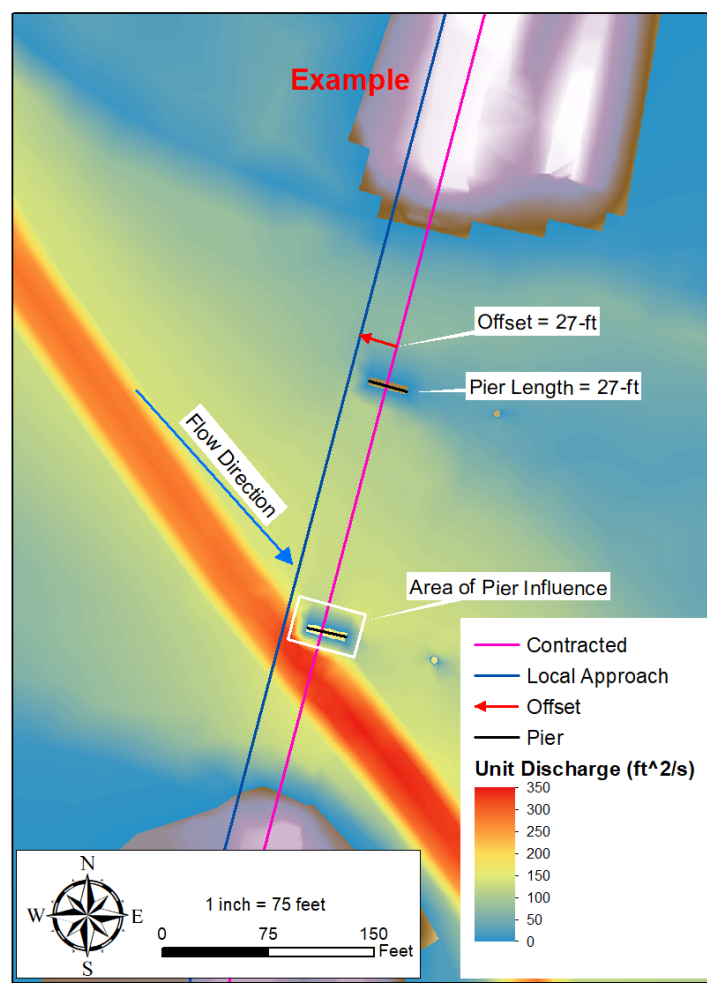 Example
Offset = 27-ft
Pier Length = 27-ft
Flow Direction
Area of Pier Influence
Contracted
Local Approach
Offset
Pier
Unit Discharge (ft^2/s)
350
300
250
200
150
100
50
0
N
W E
S
1 inch = 75 feet
0 75 150
Feet